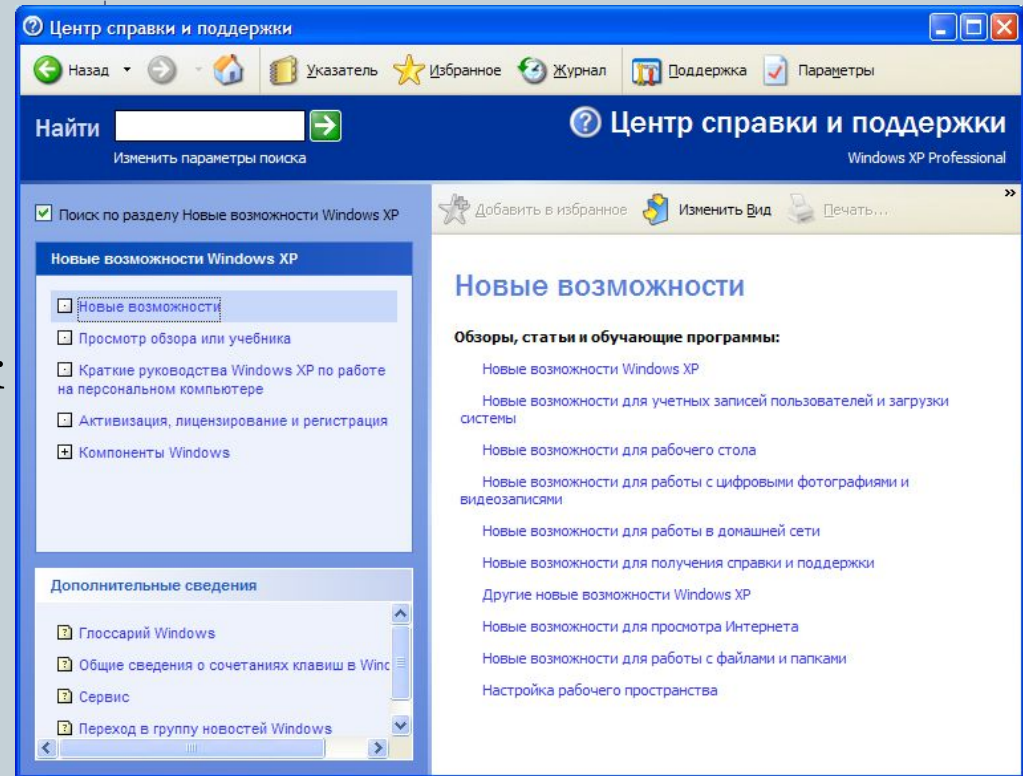 Центр справки и поддержки
Назад Указатель Избранное Журнал Поддержка Параметры
Найти
Изменить параметры поиска
Центр справки и поддержки
Windows XP Professional
Поиск по разделу Новые возможности Windows XP
Добавить в избранное Изменить Вид Печать... »
Новые возможности Windows XP
Новые возможности
Просмотр обзора или учебника
Краткие руководства Windows XP по работе
на персональном компьютере
Активизация, лицензирование и регистрация
Компоненты Windows
Дополнительные сведения
Глоссарий Windows
Общие сведения о сочетаниях клавиш в Winc
Сервис
Переход в группу новостей Windows
Новые возможности
Обзоры, статьи и обучающие программы:
Новые возможности Windows XP
Новые возможности для учетных записей пользователей и загрузки
системы
Новые возможности для рабочего стола
Новые возможности для работы с цифровыми фотографиями и
видеозаписями
Новые возможности для работы в домашней сети
Новые возможности для получения справки и поддержки
Другие новые возможности Windows XP
Новые возможности для просмотра Интернета
Новые возможности для работы с файлами и папками
Настройка рабочего пространства